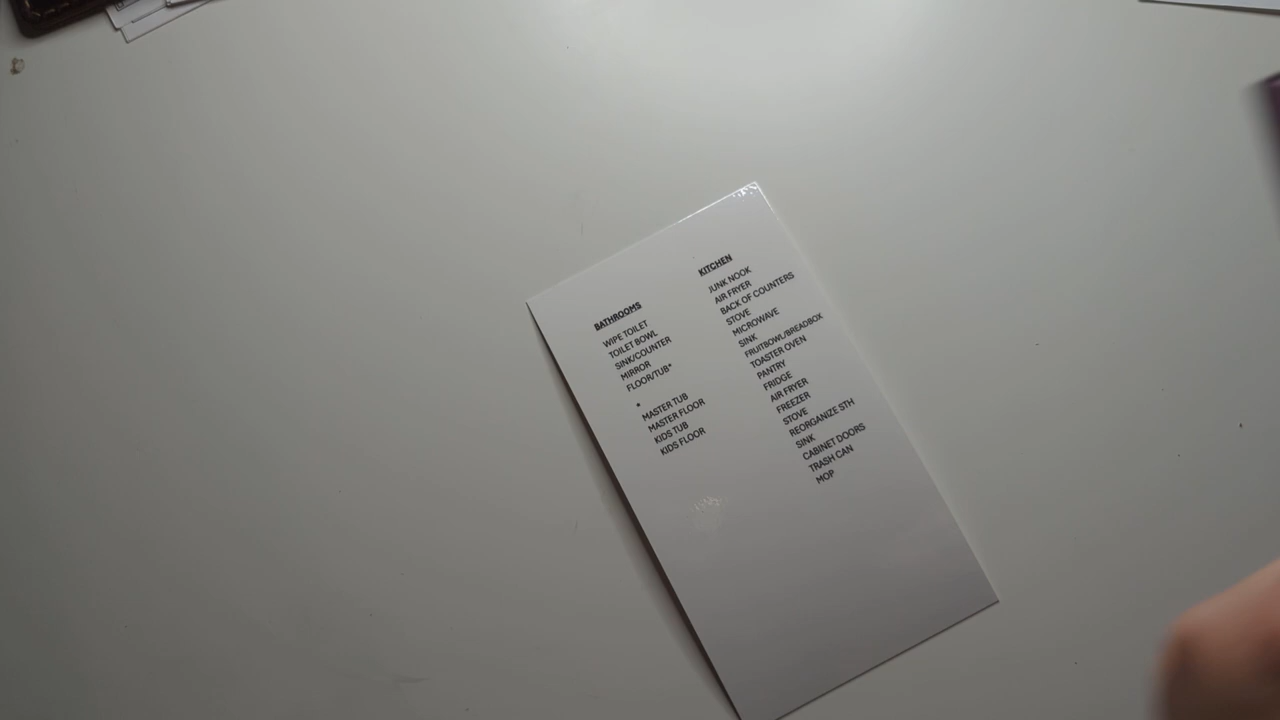 BATHROOMS
WIPE TOILET
TOILET BOWL
SINK/COUNTER
MIRROR
FLOOR/TUB*
*
MASTER TUB
MASTER FLOOR
KIDS TUB
KIDS FLOOR
KITCHEN
JUNK NOOK
AIR FRYER
BACK OF COUNTERS
STOVE
MICROWAVE
SINK
FRUITBOWL/BREADBOX
TOASTER OVEN
PANTRY
FRIDGE
AIR FRYER
FREEZER
STOVE
REORGANIZE STH
SINK
CABINET DOORS
TRASH CAN
MOP